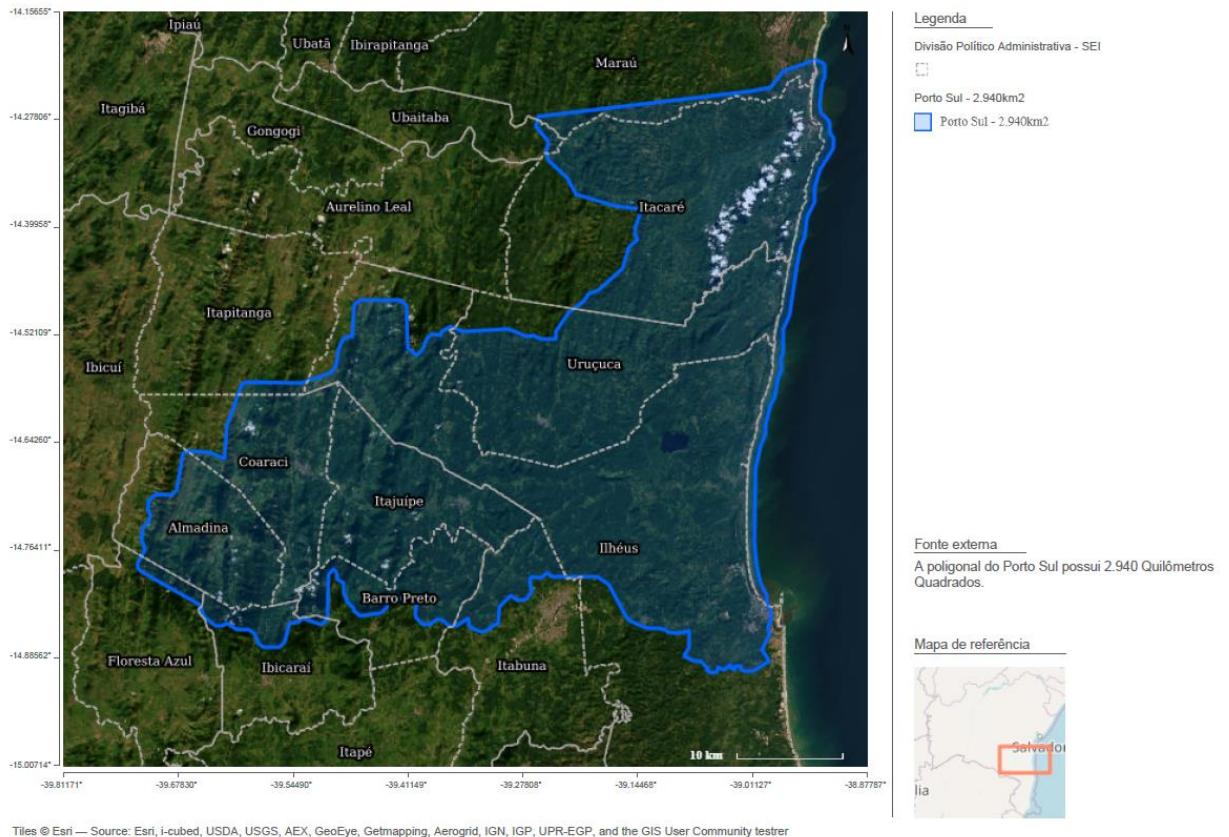 -14.15655"
-14.27806"
-14.39958"
-14.52109"
-14.64260"
-14.76411"
-14.88562"
-15.00714"
-39.81171"
-39.67830"
-39.54490"
-39.41149"
-39.27808"
-39.14468"
-39.01127"
-38.87787"
Ipiaú
Ubatã
Ibirapitanga
Maraú
Itagibá
Gongogi
Ubaitaba
Aurelino Leal
Itacaré
Itapitanga
Ibicuí
Uruçuca
Coaraci
Itajuípe
Almadina
Ilhéus
Barro Preto
Floresta Azul
Ibicaraí
Itabuna
Itapé
10 km
Legenda
Divisão Político Administrativa - SEI
Porto Sul - 2.940km2
Porto Sul - 2.940km2
Fonte externa
A poligonal do Porto Sul possui 2.940 Quilômetros
Quadrados.
Mapa de referência
Salvador
lia
Tiles © Esri — Source: Esri, i-cubed, USDA, USGS, AEX, GeoEye, Getmapping, Aerogrid, IGN, IGP, UPR-EGP, and the GIS User Community testrer